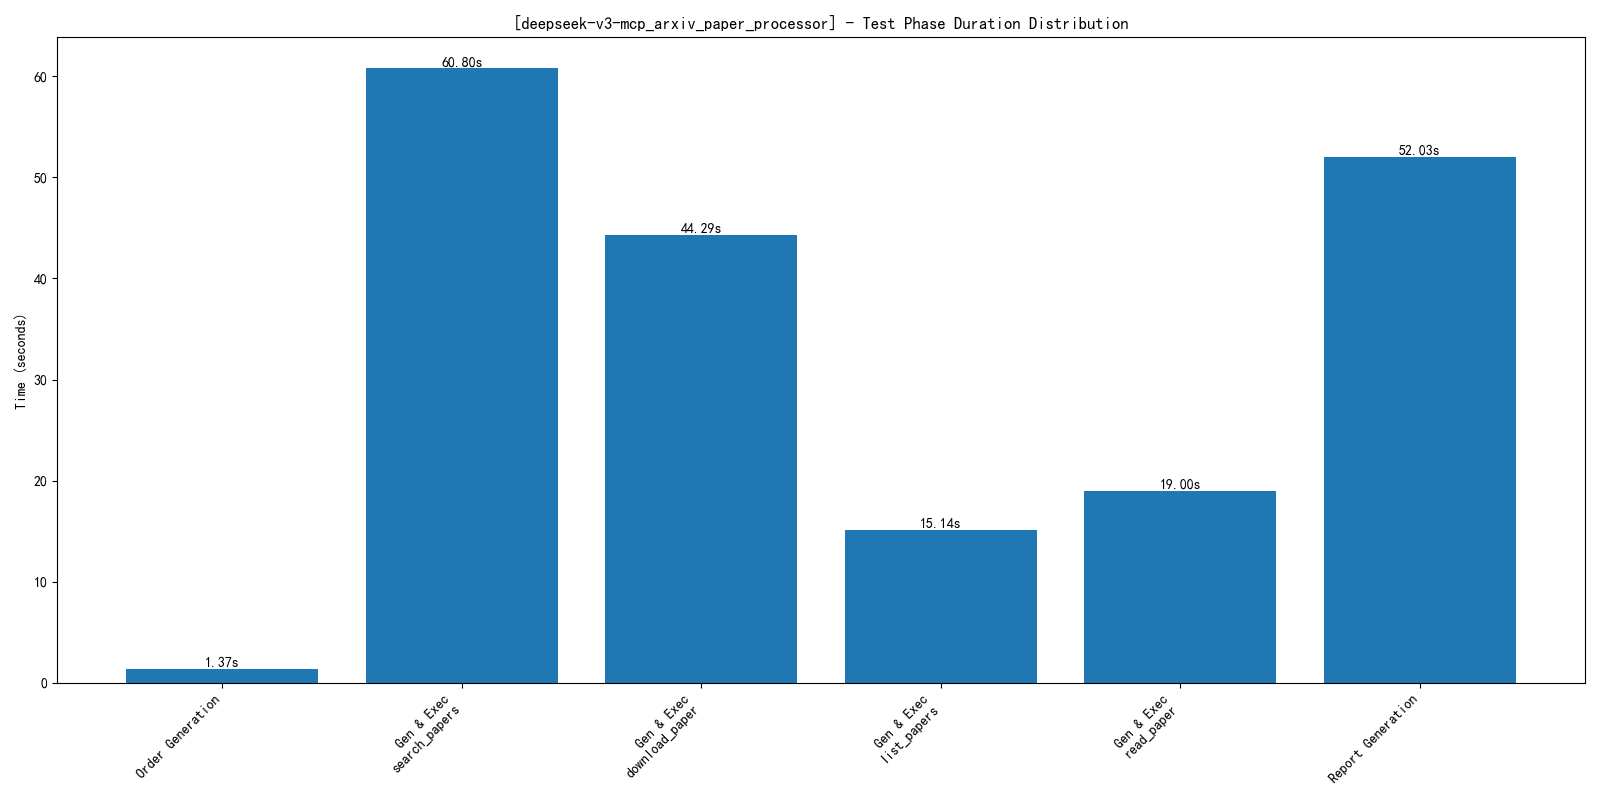 [deepseek-v3-mcp_arxiv_paper_processor] - Test Phase Duration Distribution
Time (seconds)
60
50
40
30
20
10
0
1.37s
60.80s
44.29s
15.14s
19.00s
52.03s
Order Generation
Gen & Exec
search_papers
Gen & Exec
download_paper
Gen & Exec
list_papers
Gen & Exec
read_paper
Report Generation